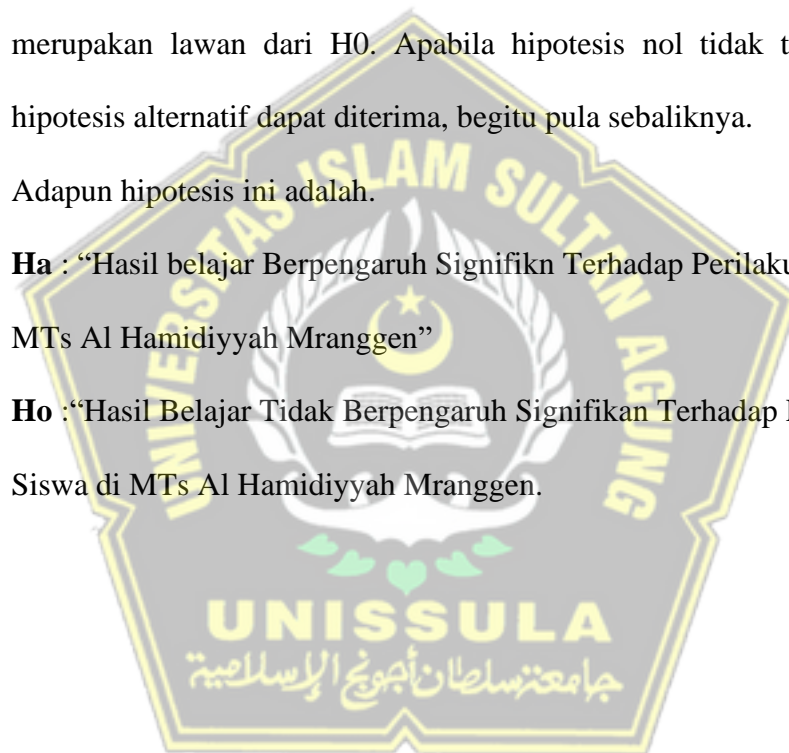 merupakan lawan dari H0. Apabila hipotesis nol tidak t
hipotesis alternatif dapat diterima, begitu pula sebaliknya.
Adapun hipotesis ini adalah.
Ha : “Hasil belajar Berpengaruh Signifikn Terhadap Perilaku
MTs Al Hamidiyyah Mranggen”
Ho :“Hasil Belajar Tidak Berpengaruh Signifikan Terhadap
Siswa di MTs Al Hamidiyyah Mranggen.
UNIVERSITAS ISLAM SULTAN AGUNG
UNISSULA
جامعتنسلطان أجونج الإسلامية